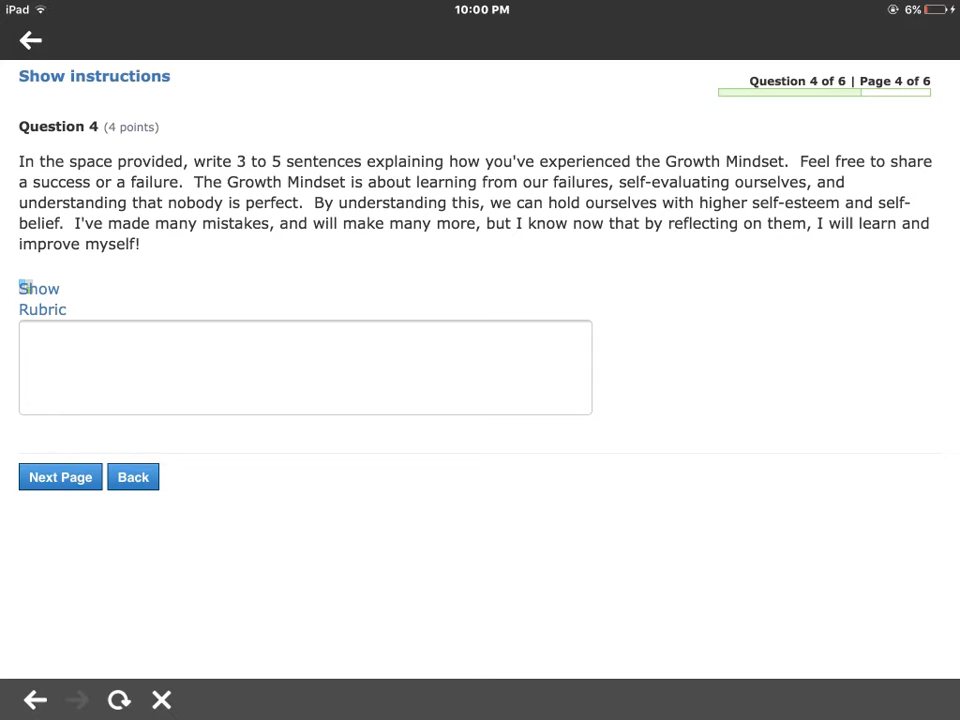 iPad 10:00 PM 6%
Show instructions
Question 4 of 6 | Page 4 of 6
Question 4 (4 points)
In the space provided, write 3 to 5 sentences explaining how you've experienced the Growth Mindset.  Feel free to share
a success or a failure.  The Growth Mindset is about learning from our failures, self-evaluating ourselves, and
understanding that nobody is perfect.  By understanding this, we can hold ourselves with higher self-esteem and self-
belief.  I've made many mistakes, and will make many more, but I know now that by reflecting on them, I will learn and
improve myself!
Show
Rubric
Next Page Back